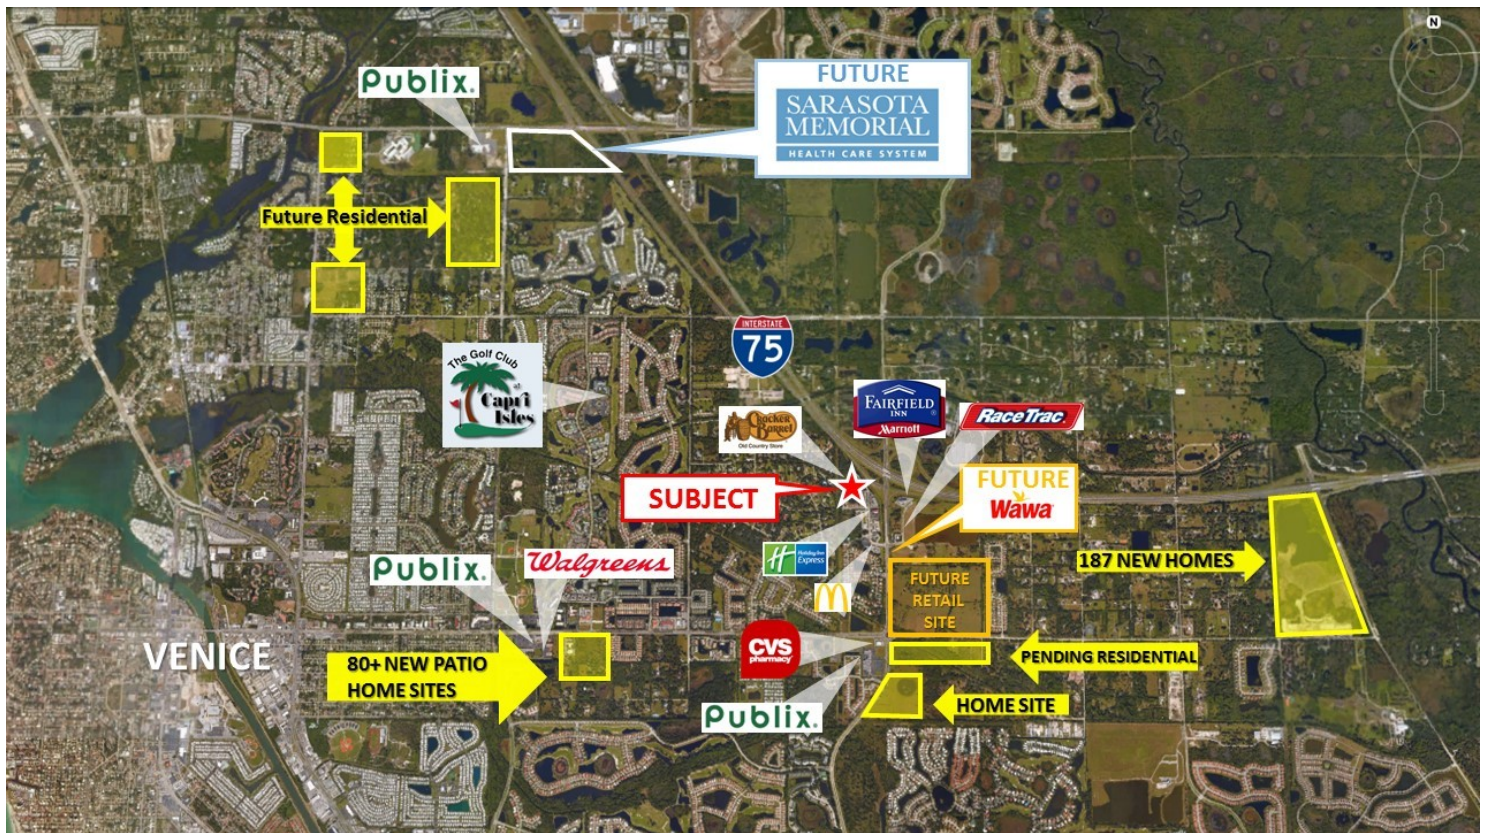 N
Publix.
FUTURE
SARASOTA
MEMORIAL
HEALTH CARE SYSTEM
Future Residential
INTERSTATE
75
The Golf Club
at
Capri
Isles
Cracker
Barrel
Old Country Store
FAIRFIELD
INN
Marriott
RaceTrac
SUBJECT
FUTURE
Wawa
Publix.
Walgreens
H
Holiday Inn
Express
187 NEW HOMES
FUTURE
RETAIL
SITE
VENICE
80+ NEW PATIO
HOME SITES
CVS
pharmacy
PENDING RESIDENTIAL
HOME SITE
Publix.